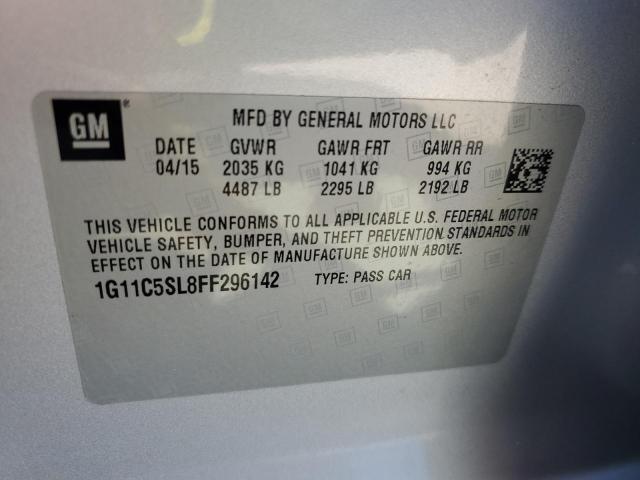 GM ® MFD BY GENERAL MOTORS LLC
DATE GVWR GAWR FRT GAWR RR
04/15 2035 KG 1041 KG 994 KG
4487 LB 2295 LB 2192 LB
THIS VEHICLE CONFORMS TO ALL APPLICABLE U.S. FEDERAL MOTOR
VEHICLE SAFETY, BUMPER, AND THEFT PREVENTION STANDARDS IN
EFFECT ON THE DATE OF MANUFACTURE SHOWN ABOVE.
1G11C5SL8FF296142 TYPE: PASS CAR